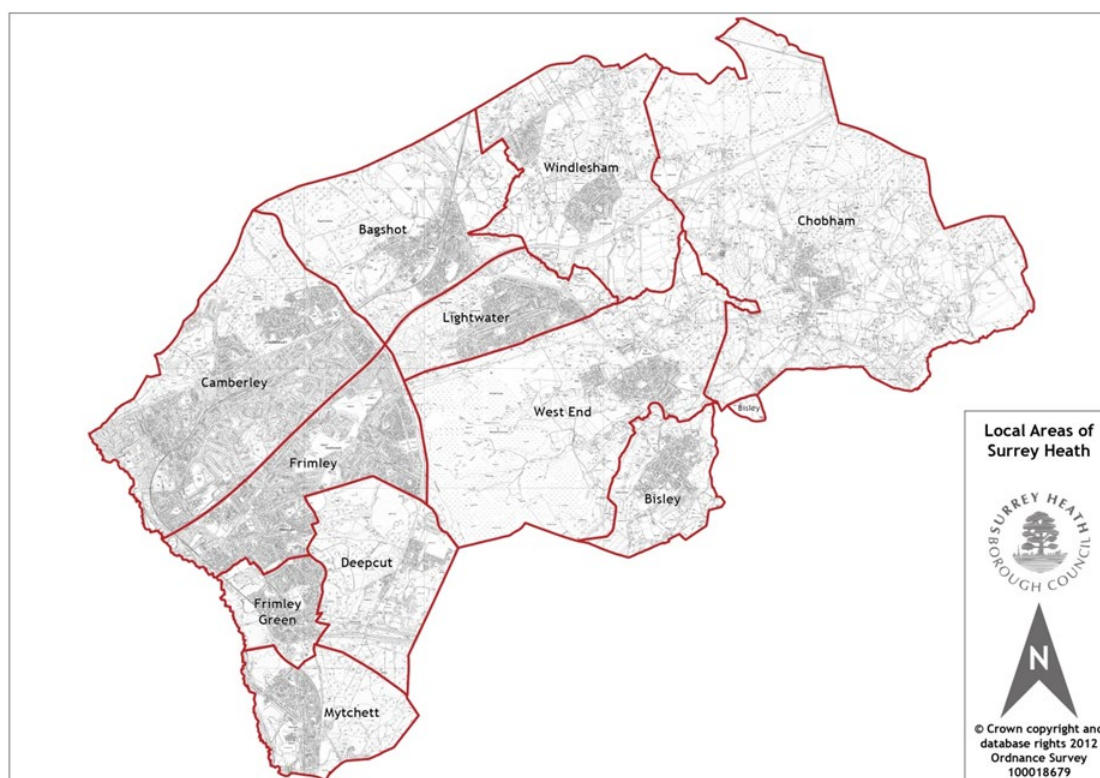 Windlesham
Chobham
Bagshot
Lightwater
Camberley
West End
Bisley
Frimley
Bisley
Deepcut
Frimley
Green
Mytchett
Local Areas of
Surrey Heath
SURREY HEATH
BOROUGH COUNCIL
N
© Crown copyright and
database rights 2012
Ordnance Survey
100018679